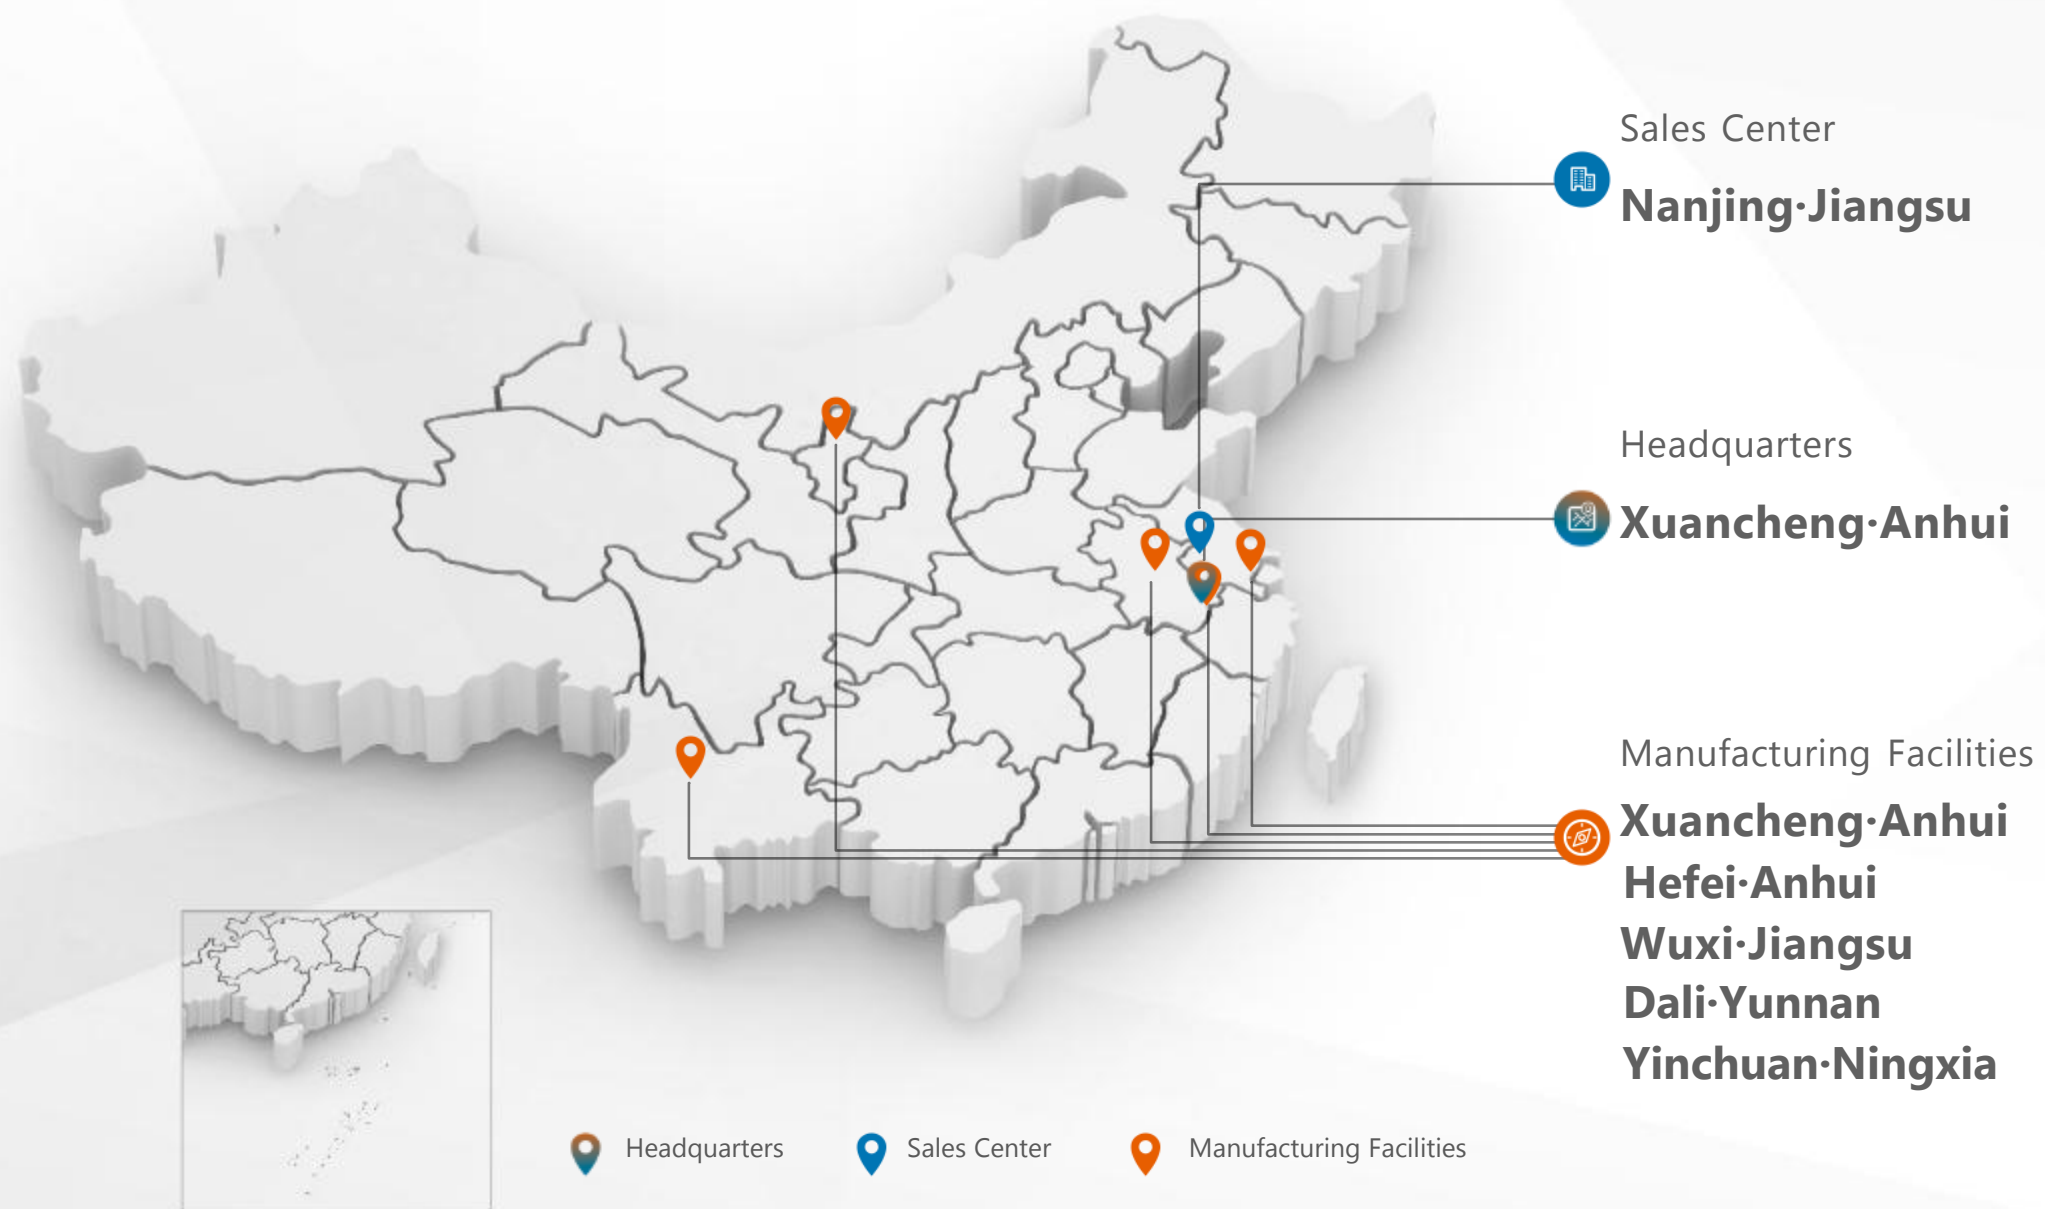 Sales Center
Nanjing·Jiangsu
Headquarters
Xuancheng·Anhui
Manufacturing Facilities
Xuancheng·Anhui
Hefei·Anhui
Wuxi·Jiangsu
Dali·Yunnan
Yinchuan·Ningxia
Headquarters
Sales Center
Manufacturing Facilities